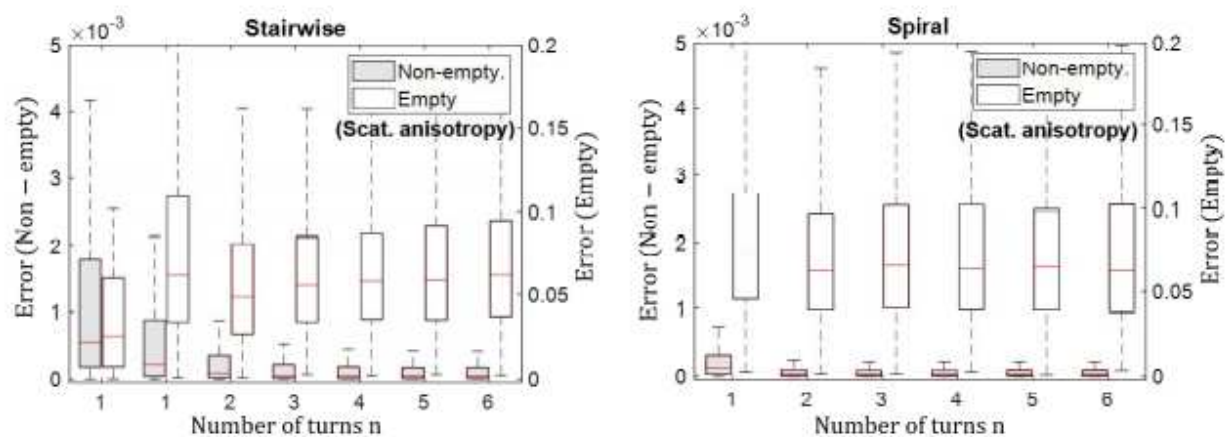 ×10⁻³
Stairwise
5
4
3
2
1
0
0.2
0.15
0.1
0.05
0
Non-empty.
Empty
(Scat. anisotropy)
Error (Non – empty)
Error (Empty)
1 1 2 3 4 5 6
Number of turns n
×10⁻³
Spiral
5
4
3
2
1
0
0.2
0.15
0.1
0.05
0
Non-empty.
Empty
(Scat. anisotropy)
Error (Non – empty)
Error (Empty)
1 2 3 4 5 6
Number of turns n